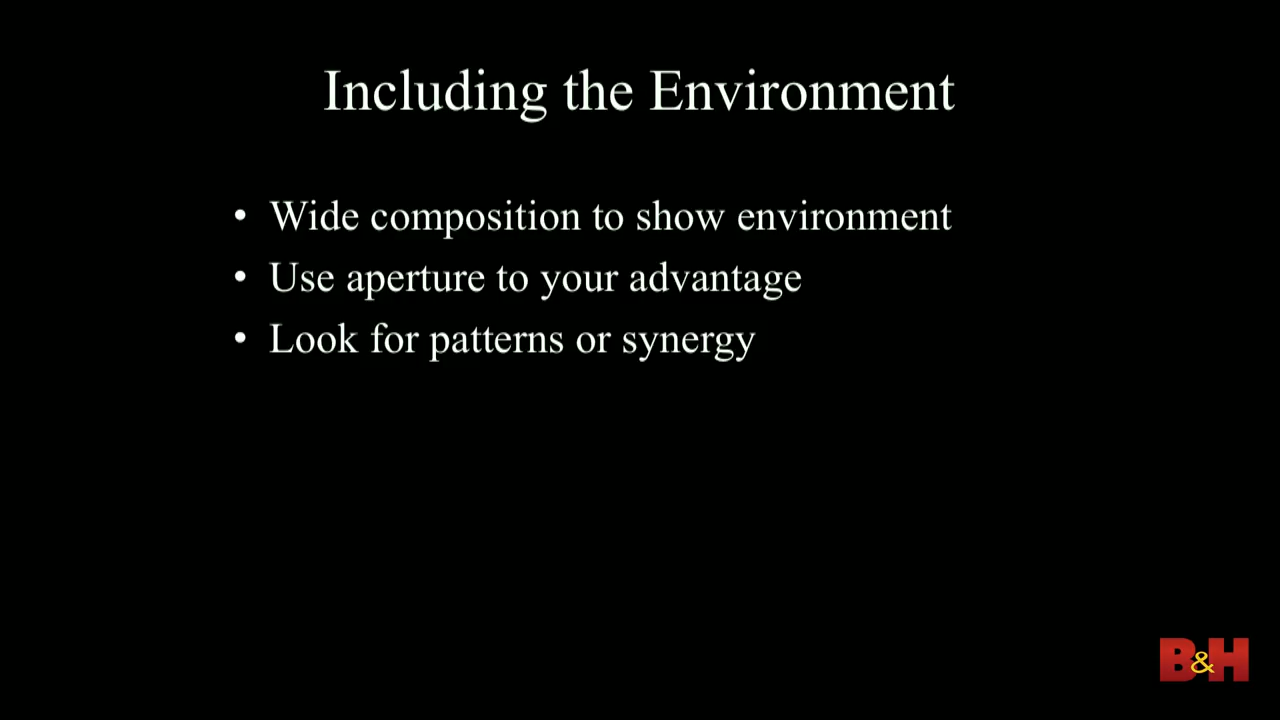 Including the Environment
• Wide composition to show environment
• Use aperture to your advantage
• Look for patterns or synergy
B&H